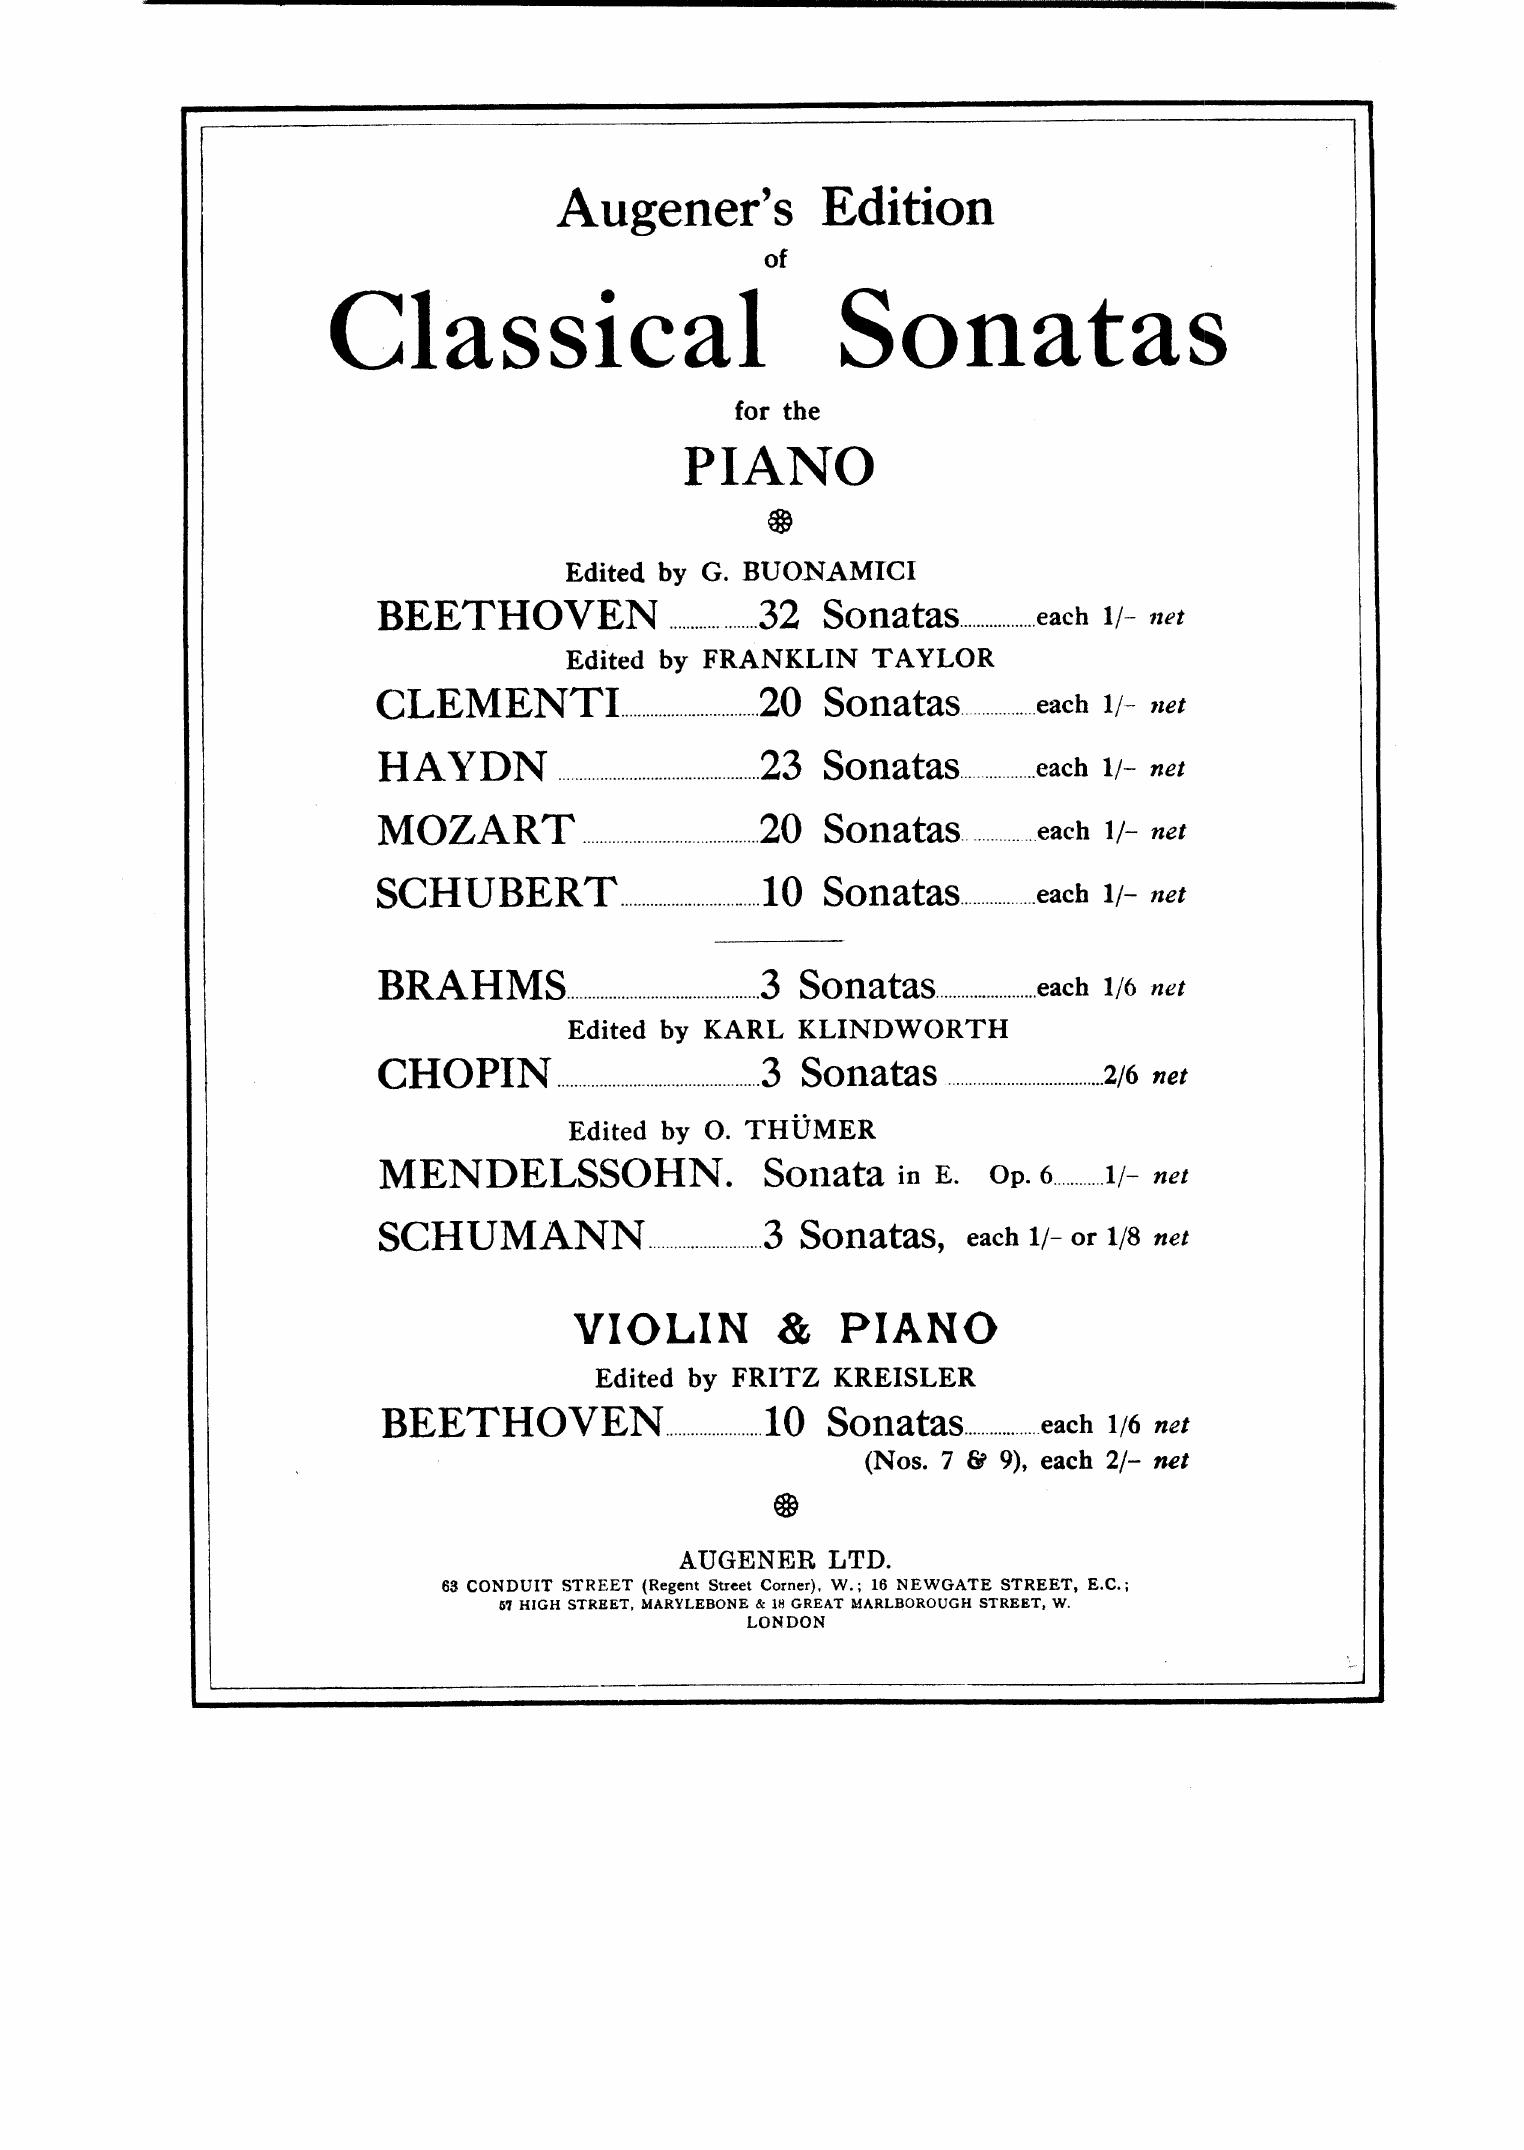 Augener's Edition
of
Classical Sonatas
for the
PIANO
Edited by G. BUONAMICI
BEETHOVEN 32 Sonatas each 1/- net
Edited by FRANKLIN TAYLOR
CLEMENTI 20 Sonatas each 1/- net
HAYDN 23 Sonatas each 1/- net
MOZART 20 Sonatas each 1/- net
SCHUBERT 10 Sonatas each 1/- net
BRAHMS 3 Sonatas each 1/6 net
Edited by KARL KLINDWORTH
CHOPIN 3 Sonatas 2/6 net
Edited by O. THÜMER
MENDELSSOHN. Sonata in E. Op. 6 1/- net
SCHUMANN 3 Sonatas, each 1/- or 1/8 net
VIOLIN & PIANO
Edited by FRITZ KREISLER
BEETHOVEN 10 Sonatas each 1/6 net
(Nos. 7 & 9), each 2/- net
AUGENER LTD.
63 CONDUIT STREET (Regent Street Corner), W.; 16 NEWGATE STREET, E.C.;
57 HIGH STREET, MARYLEBONE & 18 GREAT MARLBOROUGH STREET, W.
LONDON